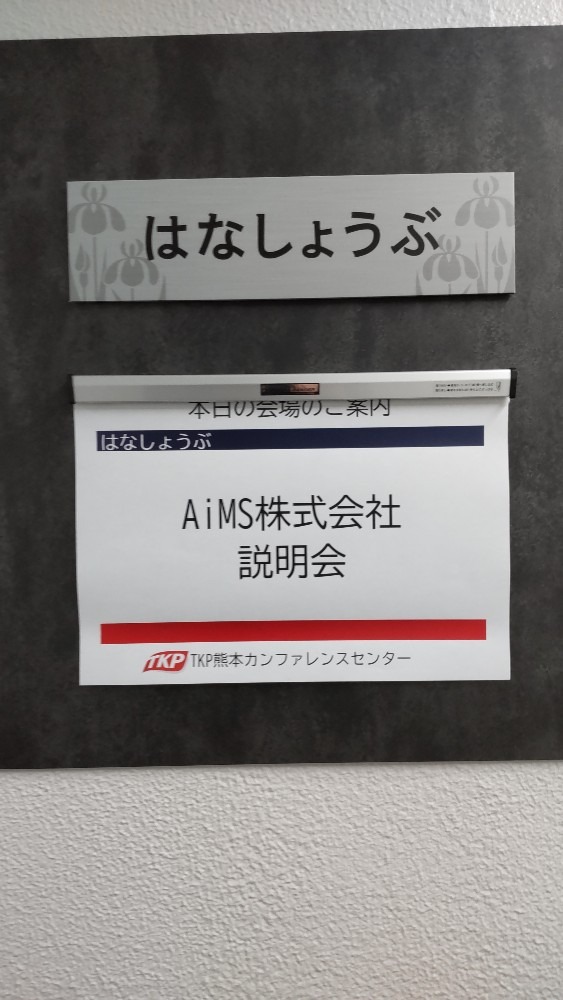 はなしょうぶ
本日の会場のご案内
はなしょうぶ
AiMS株式会社
説明会
TKP TKP熊本カンファレンスセンター